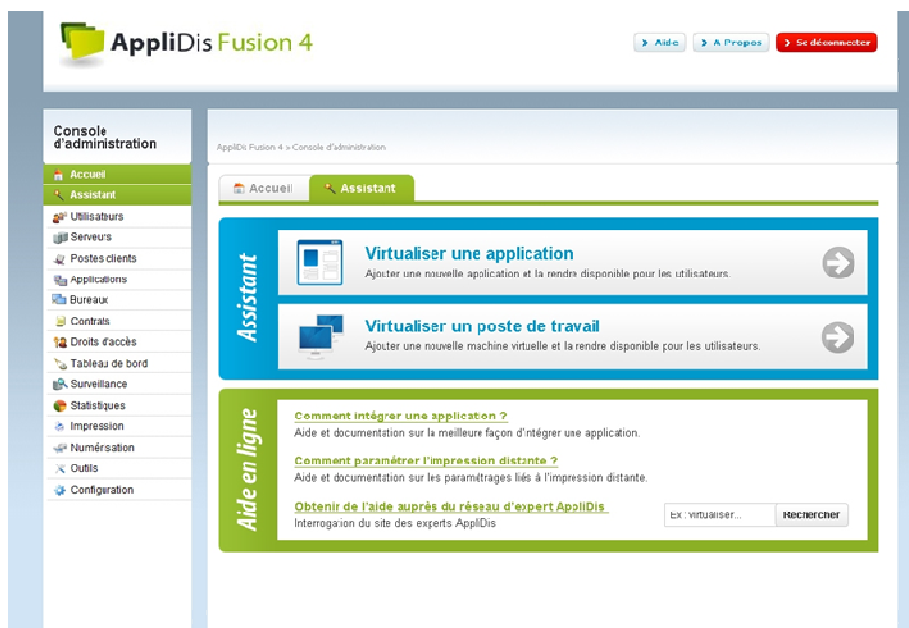 AppliDis Fusion 4
Aide
A Propos
Se déconnecter
Console
d'administration
AppliDis Fusion 4 » Console d'administration
Accueil
Assistant
Utilisateurs
Serveurs
Postes clients
Applications
Bureaux
Contrats
Droits d'accès
Tableau de bord
Surveillance
Statistiques
Impression
Numérisation
Outils
Configuration
Accueil
Assistant
Assistant
Virtualiser une application
Ajouter une nouvelle application et la rendre disponible pour les utilisateurs.
Virtualiser un poste de travail
Ajouter une nouvelle machine virtuelle et la rendre disponible pour les utilisateurs.
Aide en ligne
Comment intégrer une application ?
Aide et documentation sur la meilleure façon d'intégrer une application.
Comment paramétrer l'impression distante ?
Aide et documentation sur les paramétrages liés à l'impression distante.
Obtenir de l'aide auprès du réseau d'expert AppliDis
Interrogation du site des experts AppliDis
Ex : virtualiser...
Rechercher